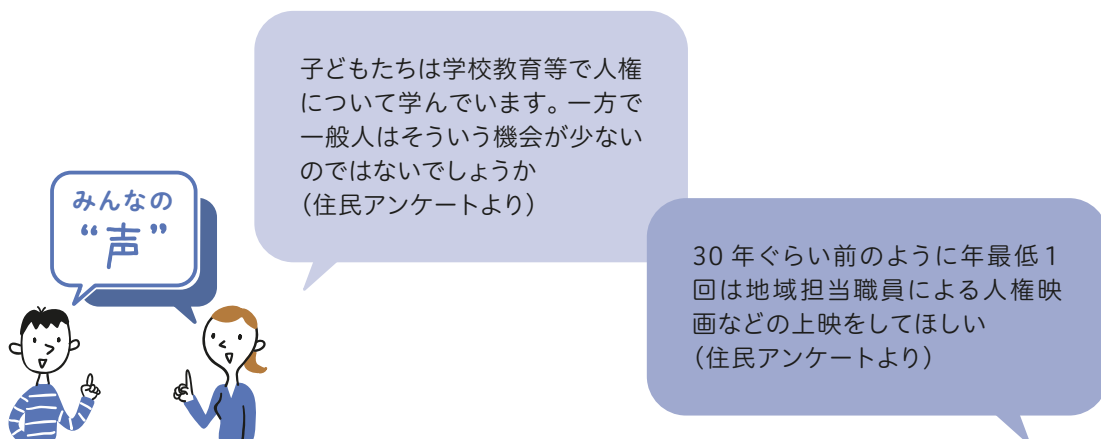 みんなの
“声”
子どもたちは学校教育等で人権
について学んでいます。一方で
一般人はそういう機会が少ない
のではないでしょうか
（住民アンケートより）
30 年ぐらい前のように年最低１
回は地域担当職員による人権映
画などの上映をしてほしい
（住民アンケートより）